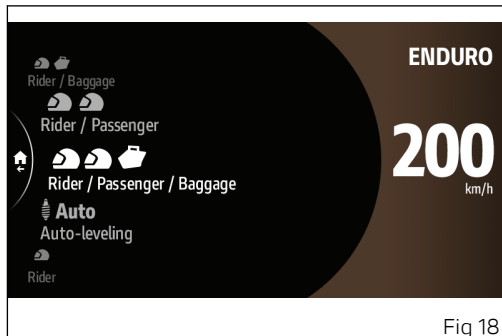 ENDURO
Rider / Baggage
Rider / Passenger
200
km/h
Rider / Passenger / Baggage
Auto
Auto-leveling
Rider
Fig 18